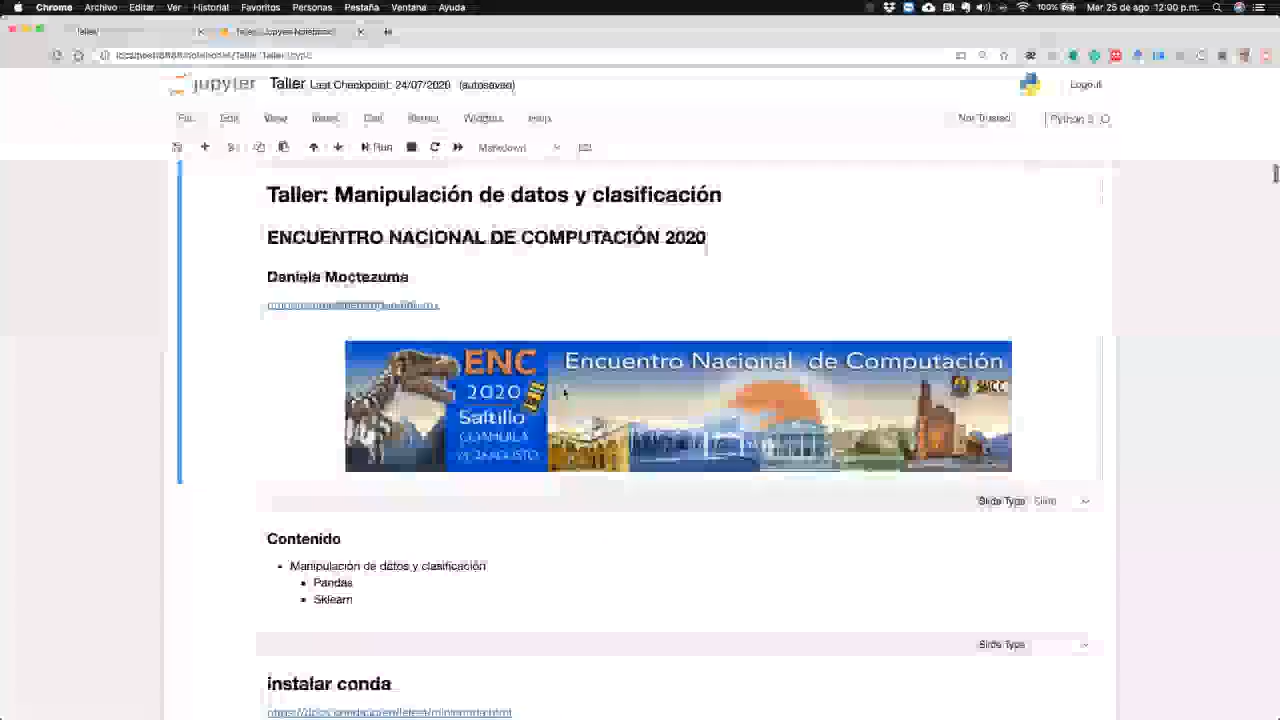 Chrome Archivo Editar Ver Historial Favoritos Personas Pestaña Ventana Ayuda
100% Mar 25 de ago 12:00 p.m.
Taller
jupyter Taller Last Checkpoint: 24/07/2020 (autosaved)
Logout
Edit View Cell Kernel Widgets Help
Not Trusted Python 3
Run Markdown
Taller: Manipulación de datos y clasificación
ENCUENTRO NACIONAL DE COMPUTACIÓN 2020
Daniela Moctezuma
ENC
Encuentro Nacional de Computación
2020
Saltillo
COAHUILA
AGOSTO
SMCC
Slide Type Slide
Contenido
Manipulación de datos y clasificación
Pandas
Sklearn
Slide Type
instalar conda